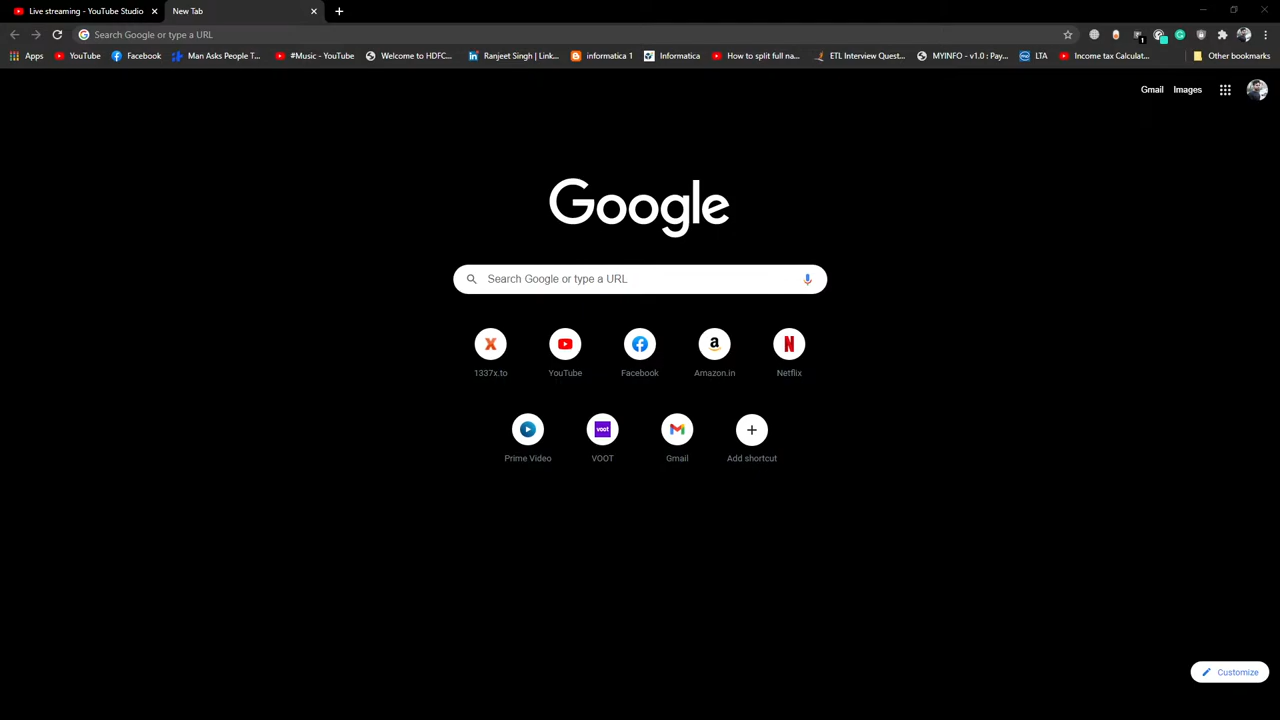 Live streaming - YouTube Studio
New Tab
Search Google or type a URL
Apps
YouTube
Facebook
Man Asks People T...
#Music - YouTube
Welcome to HDFC...
Ranjeet Singh | Link...
informatica 1
Informatica
How to split full na...
ETL Interview Quest...
MYINFO - v1.0 : Pay...
LTA
Income tax Calculat...
Other bookmarks
Gmail
Images
Google
Search Google or type a URL
1337x.to
YouTube
Facebook
Amazon.in
Netflix
Prime Video
VOOT
Gmail
Add shortcut
Customize